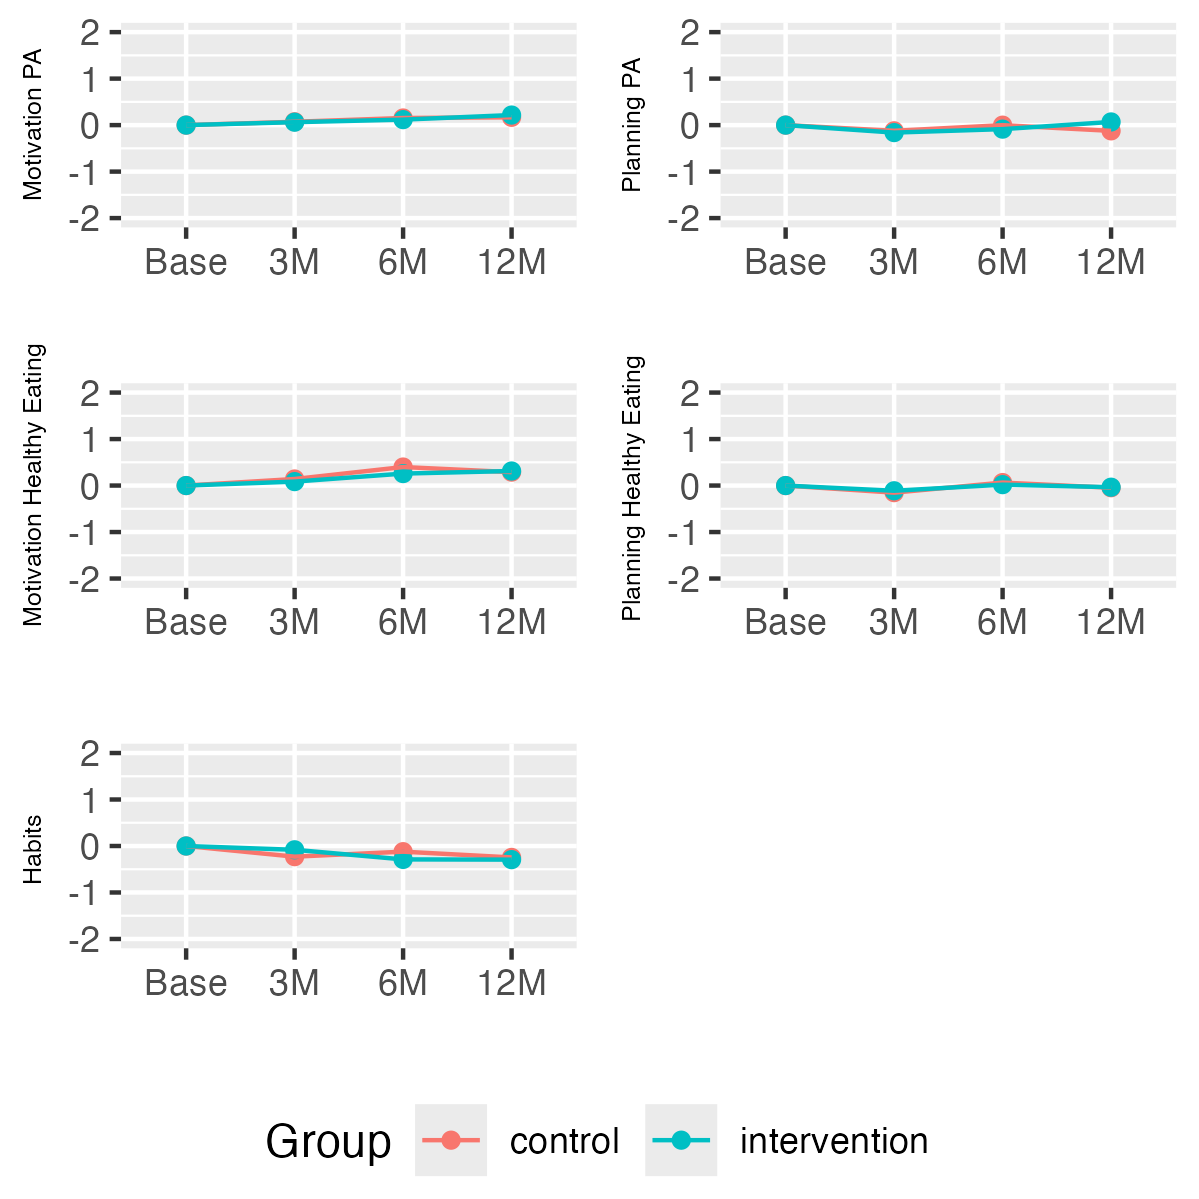 Motivation PA
2
1
0
-1
-2
Base 3M 6M 12M
Planning PA
2
1
0
-1
-2
Base 3M 6M 12M
Motivation Healthy Eating
2
1
0
-1
-2
Base 3M 6M 12M
Planning Healthy Eating
2
1
0
-1
-2
Base 3M 6M 12M
Habits
2
1
0
-1
-2
Base 3M 6M 12M
Group control intervention